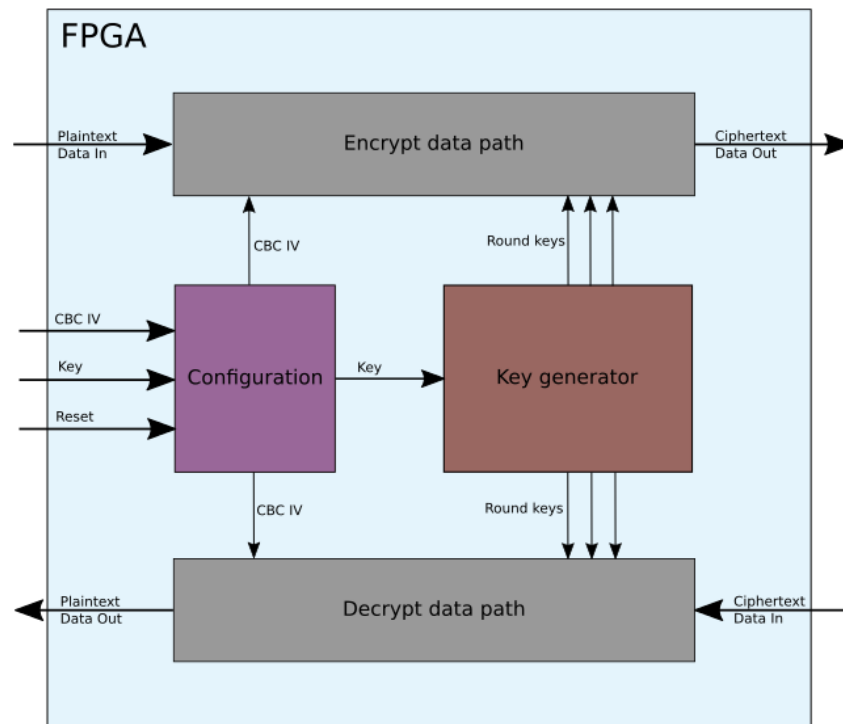 FPGA
Plaintext
Data In
Encrypt data path
Ciphertext
Data Out
CBC IV
Round keys
CBC IV
Key
Reset
Configuration
Key
Key generator
CBC IV
Round keys
Plaintext
Data Out
Decrypt data path
Ciphertext
Data In